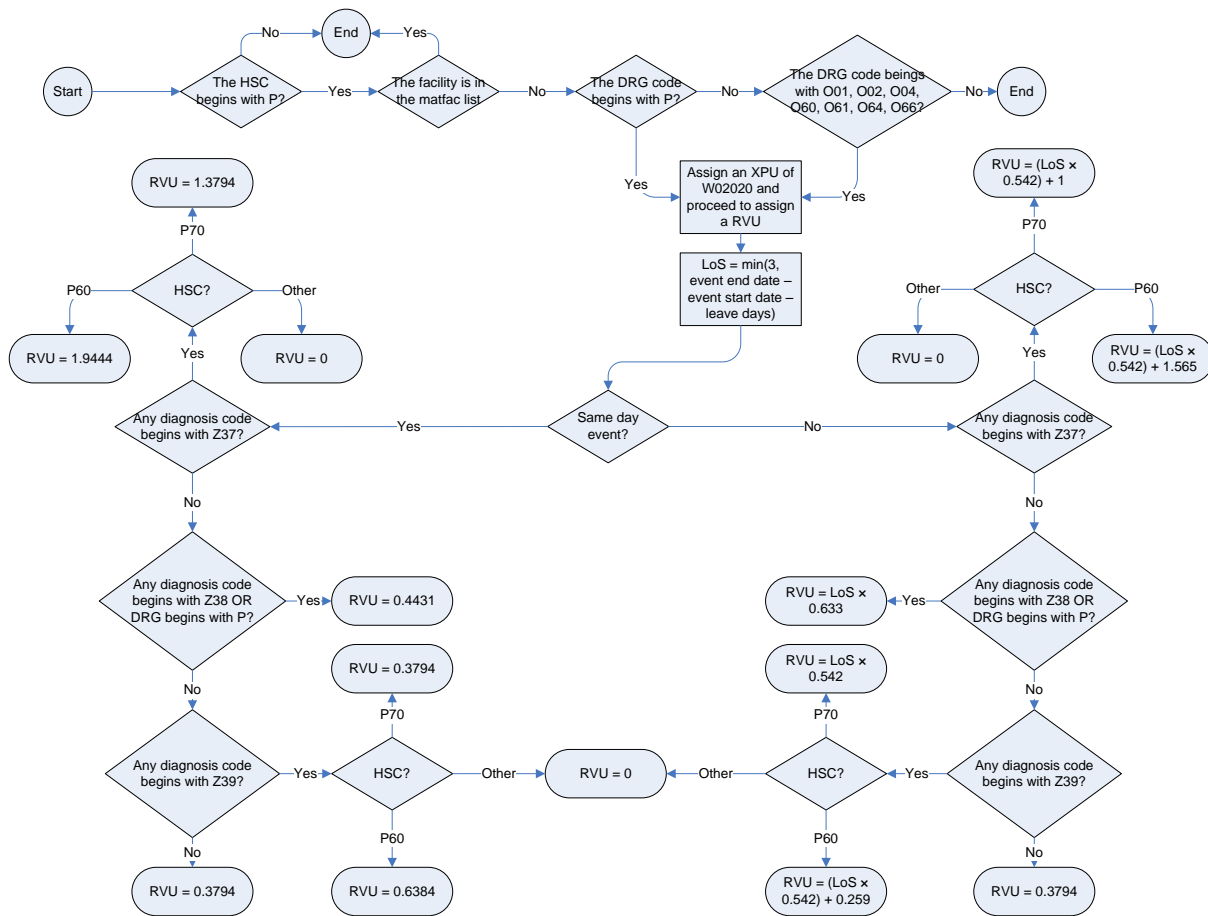 No
End
Yes
Start
The HSC
begins with P?
Yes
The facility is in
the matfac list
No
The DRG code
begins with P?
No
The DRG code beings
with O01, O02, O04,
O60, O61, O64, O66?
No
End
Yes
Assign an XPU of
W02020 and
proceed to assign
a RVU
Yes
LoS = min(3,
event end date –
event start date –
leave days)
RVU = 1.3794
P70
P60
HSC?
Other
RVU = 1.9444
Yes
RVU = 0
RVU = (LoS ×
0.542) + 1
P70
Other
HSC?
P60
RVU = 0
Yes
RVU = (LoS ×
0.542) + 1.565
Any diagnosis code
begins with Z37?
Yes
Same day
event?
No
Any diagnosis code
begins with Z37?
No
No
Any diagnosis code
begins with Z38 OR
DRG begins with P?
Yes
RVU = 0.4431
RVU = LoS ×
0.633
Yes
Any diagnosis code
begins with Z38 OR
DRG begins with P?
No
RVU = 0.3794
RVU = LoS ×
0.542
No
P70
P70
Any diagnosis code
begins with Z39?
Yes
HSC?
Other
RVU = 0
Other
HSC?
Yes
Any diagnosis code
begins with Z39?
No
P60
P60
No
RVU = 0.3794
RVU = 0.6384
RVU = (LoS ×
0.542) + 0.259
RVU = 0.3794